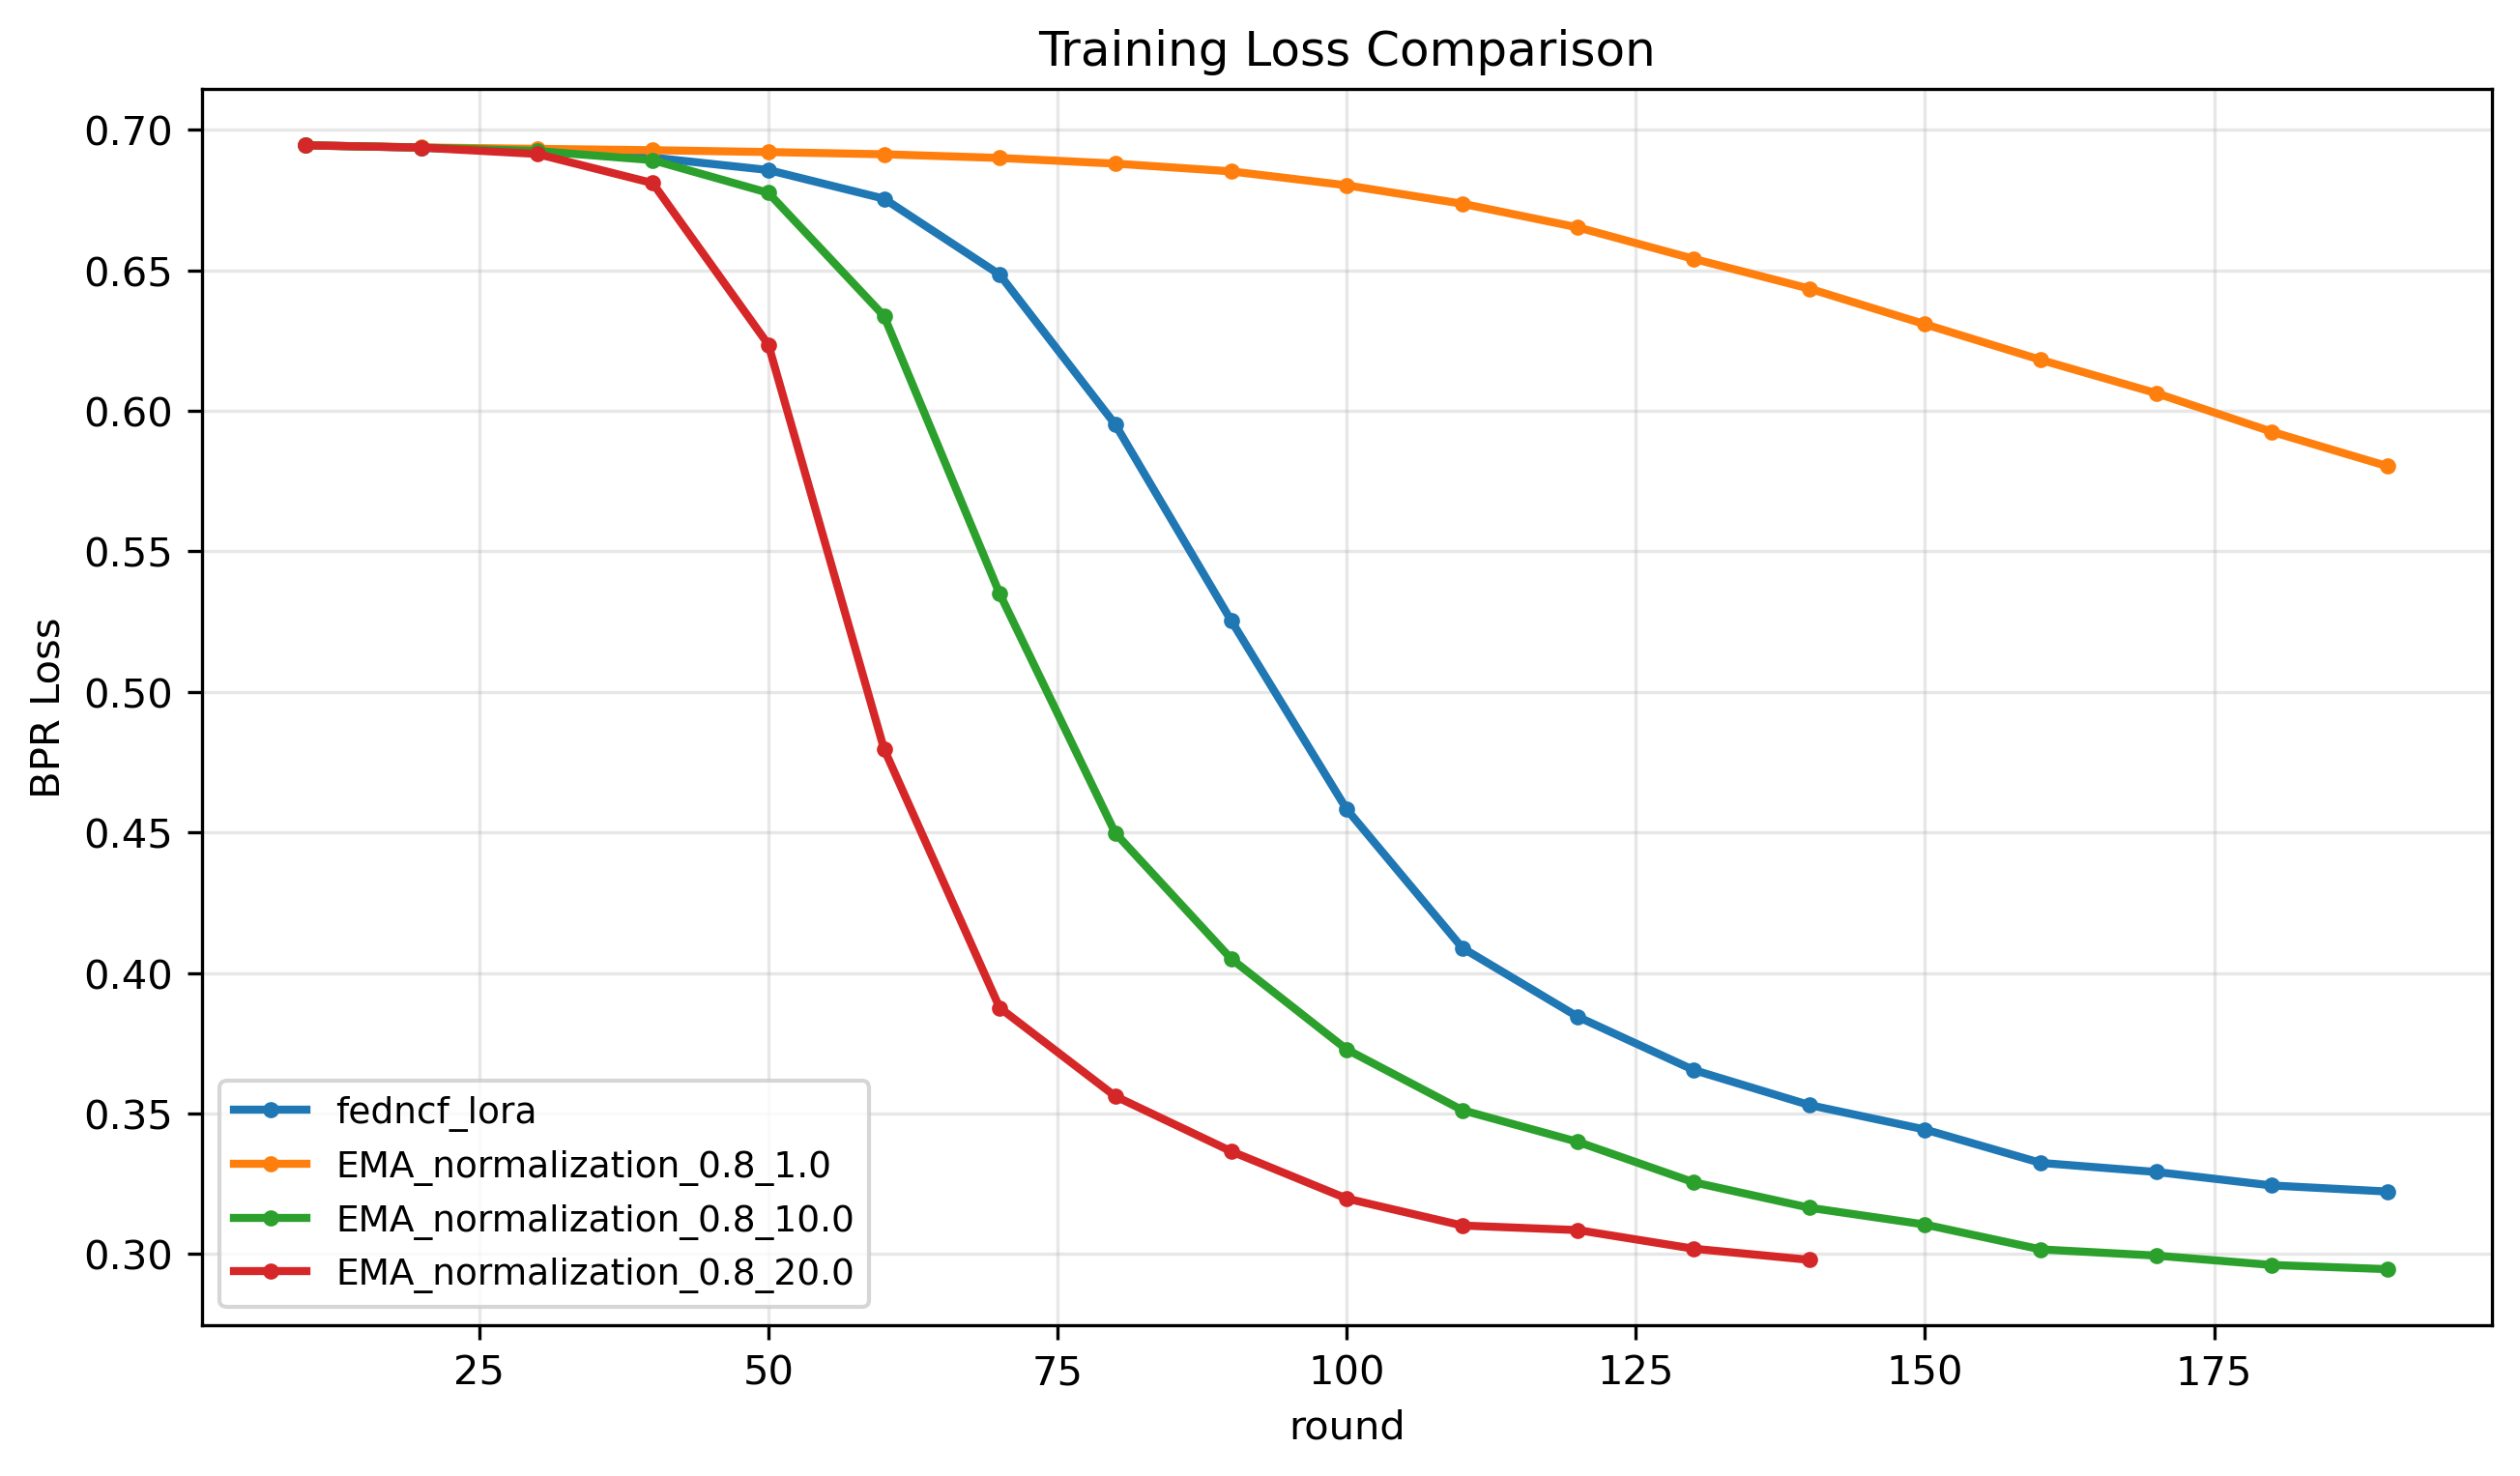 Training Loss Comparison
0.70
0.65
0.60
0.55
0.50
0.45
0.40
0.35
0.30
BPR Loss
fedncf_lora
EMA_normalization_0.8_1.0
EMA_normalization_0.8_10.0
EMA_normalization_0.8_20.0
25 50 75 100 125 150 175
round